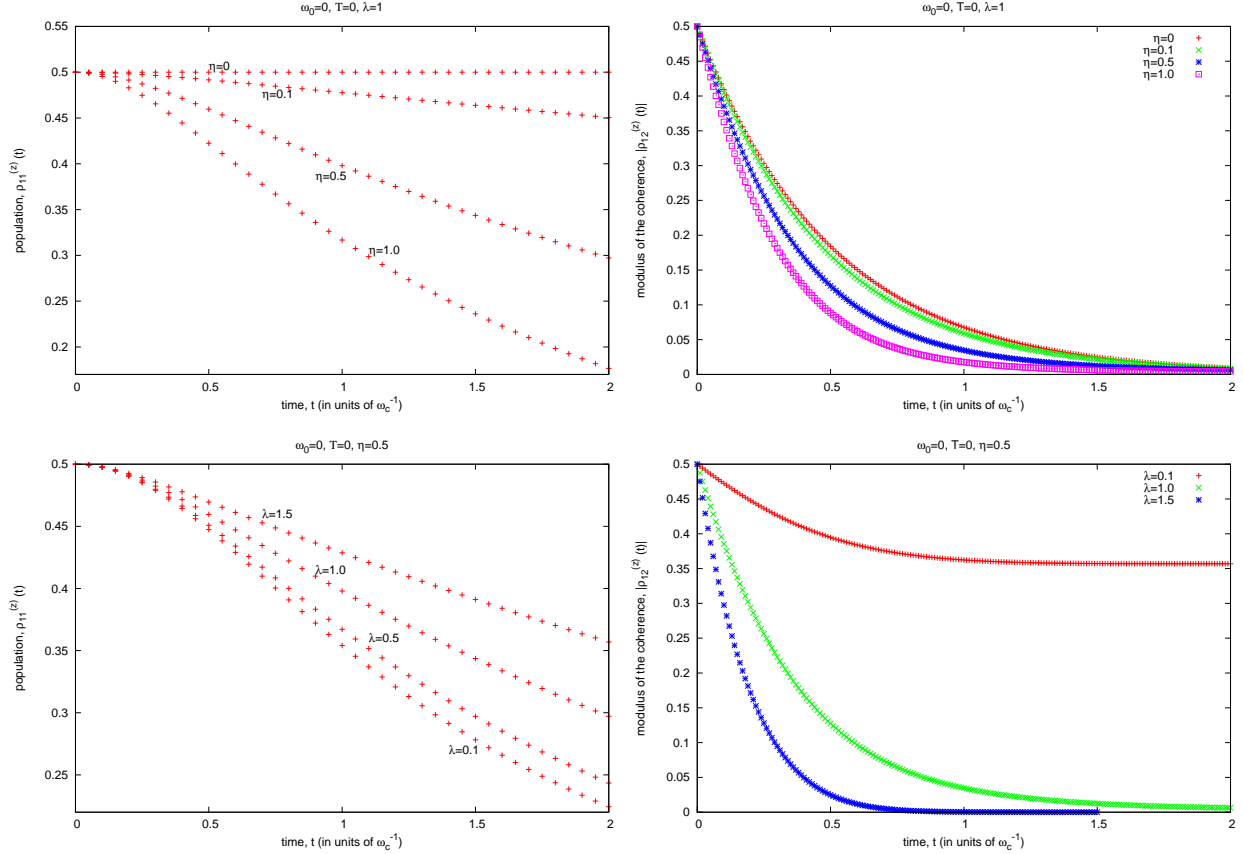 ω₀=0, T=0, λ=1
0.55
0.5
0.45
0.4
0.35
0.3
0.25
0.2
0 0.5 1 1.5 2
population, ρ₁₁⁽ᶻ⁾(t)
time, t (in units of ω_c⁻¹)
η=0
η=0.1
η=0.5
η=1.0
ω₀=0, T=0, λ=1
η=0
η=0.1
η=0.5
η=1.0
0.5
0.45
0.4
0.35
0.3
0.25
0.2
0.15
0.1
0.05
0
0 0.5 1 1.5 2
modulus of the coherence, |ρ₁₂⁽ᶻ⁾(t)|
time, t (in units of ω_c⁻¹)
ω₀=0, T=0, η=0.5
0.5
0.45
0.4
0.35
0.3
0.25
0 0.5 1 1.5 2
population, ρ₁₁⁽ᶻ⁾(t)
time, t (in units of ω_c⁻¹)
λ=1.5
λ=1.0
λ=0.5
λ=0.1
ω₀=0, T=0, η=0.5
λ=0.1
λ=1.0
λ=1.5
0.5
0.45
0.4
0.35
0.3
0.25
0.2
0.15
0.1
0.05
0
0 0.5 1 1.5 2
modulus of the coherence, |ρ₁₂⁽ᶻ⁾(t)|
time, t (in units of ω_c⁻¹)